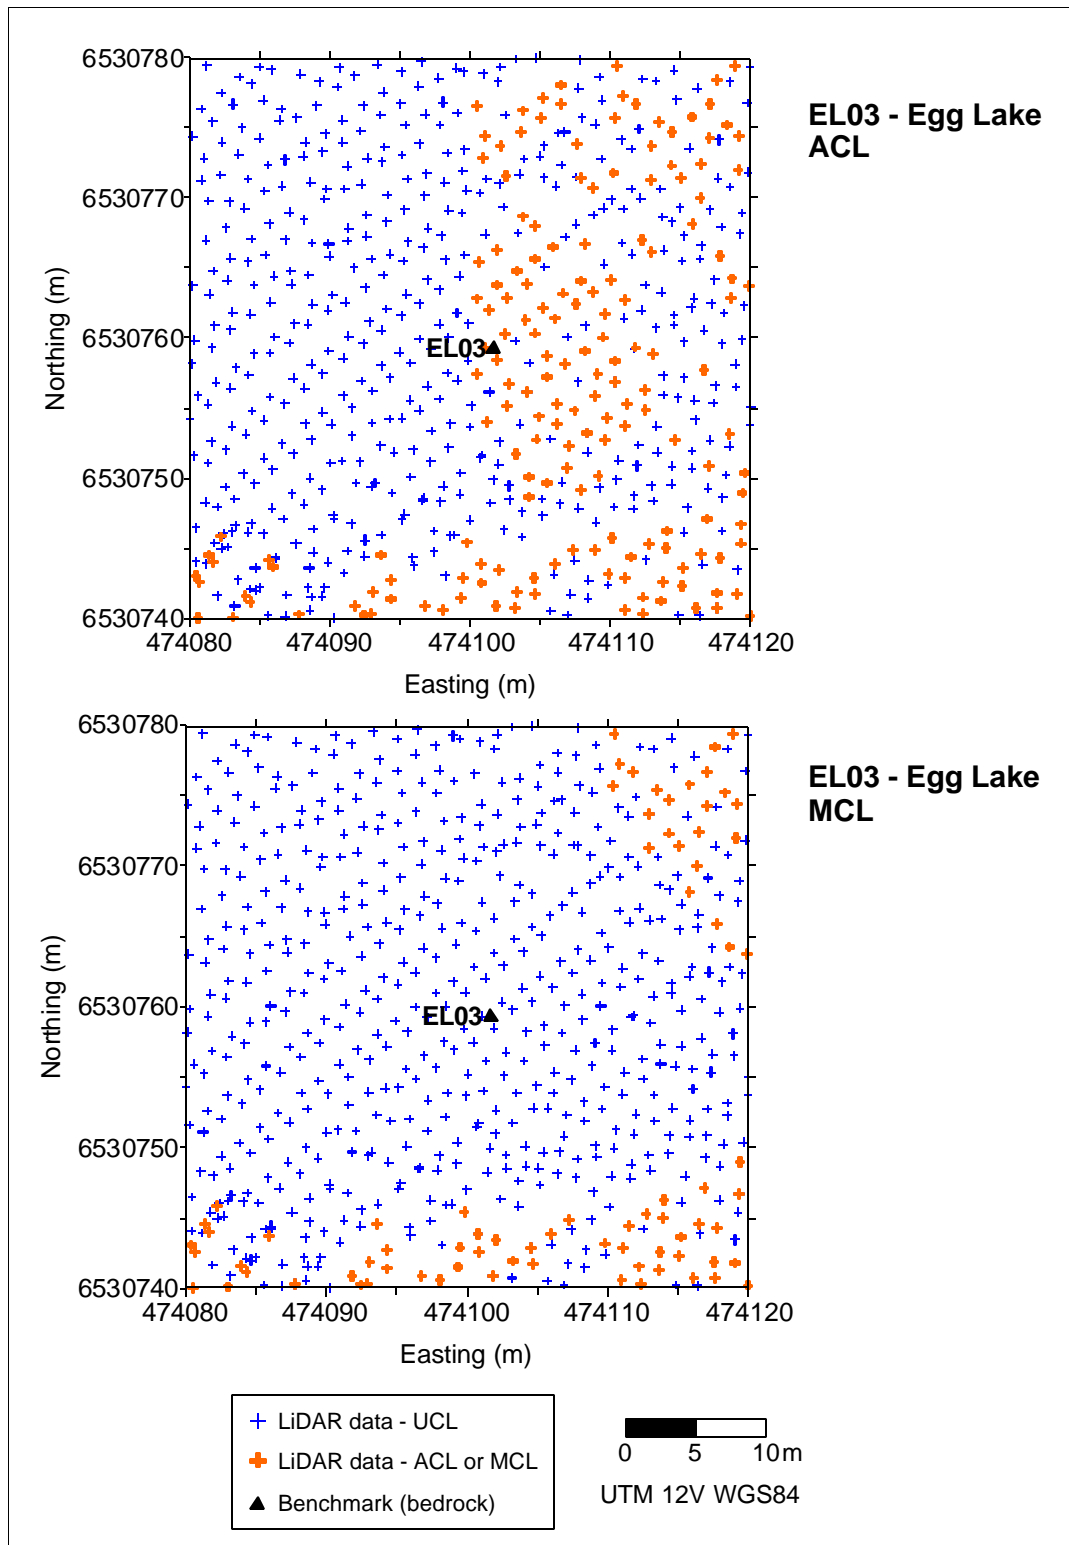 EL03 - Egg Lake
ACL
6530780
6530770
6530760
6530750
6530740
Northing (m)
EL03
474080
474090
474100
474110
474120
Easting (m)
EL03 - Egg Lake
MCL
6530780
6530770
6530760
6530750
6530740
Northing (m)
EL03
474080
474090
474100
474110
474120
Easting (m)
LiDAR data - UCL
LiDAR data - ACL or MCL
Benchmark (bedrock)
0 5 10 m
UTM 12V WGS84